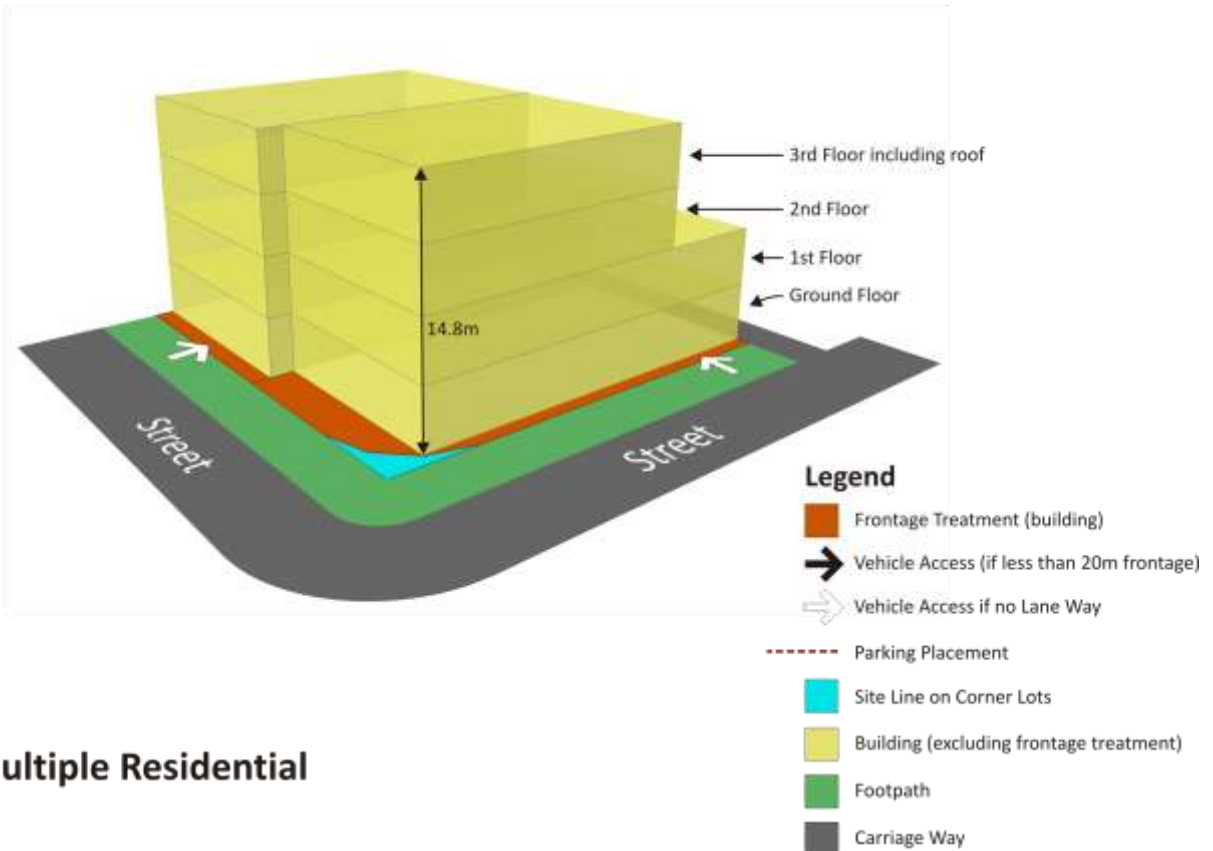 3rd Floor including roof
2nd Floor
1st Floor
Ground Floor
14.8m
Street
Street
Legend
Frontage Treatment (building)
Vehicle Access (if less than 20m frontage)
Vehicle Access if no Lane Way
Parking Placement
Site Line on Corner Lots
Building (excluding frontage treatment)
Footpath
Carriage Way
ultiple Residential